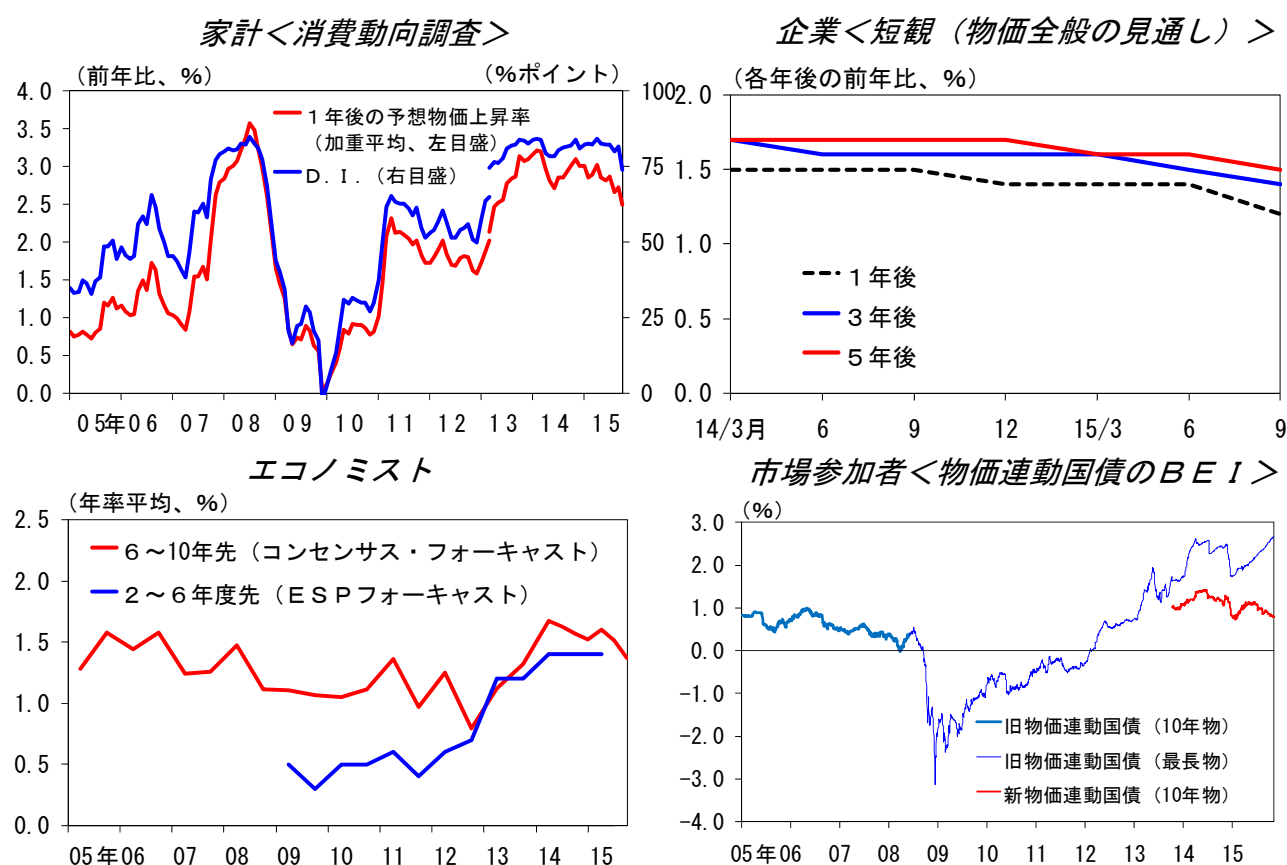 家計＜消費動向調査＞
（前年比、%）
（%ポイント）
4.0
3.5
3.0
2.5
2.0
1.5
1.0
0.5
0.0
100
75
50
25
0
１年後の予想物価上昇率
（加重平均、左目盛）
Ｄ．Ｉ．（右目盛）
05年 06 07 08 09 10 11 12 13 14 15
企業＜短観（物価全般の見通し）＞
（各年後の前年比、%）
2.0
1.5
1.0
0.5
0.0
１年後
３年後
５年後
14/3月 6 9 12 15/3 6 9
エコノミスト
（年率平均、%）
2.5
2.0
1.5
1.0
0.5
0.0
６～10年先（コンセンサス・フォーキャスト）
２～６年度先（ＥＳＰフォーキャスト）
05年 06 07 08 09 10 11 12 13 14 15
市場参加者＜物価連動国債のＢＥＩ＞
（%）
3.0
2.0
1.0
0.0
-1.0
-2.0
-3.0
-4.0
旧物価連動国債（10年物）
旧物価連動国債（最長物）
新物価連動国債（10年物）
05年 06 07 08 09 10 11 12 13 14 15